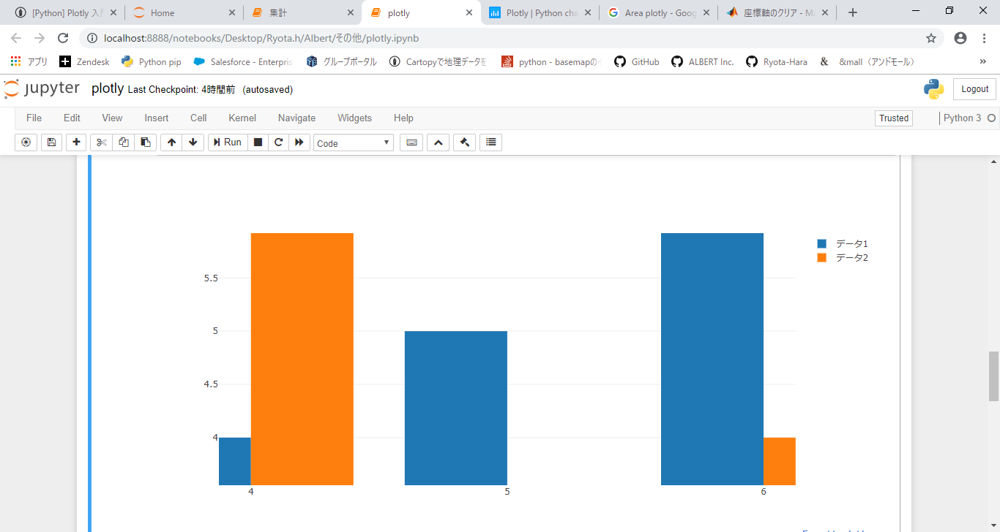 [Python] Plotly 入
Home
集計
plotly
Plotly | Python cha
Area plotly - Goog
座標軸のクリア - MA
localhost:8888/notebooks/Desktop/Ryota.h/Albert/その他/plotly.ipynb
アプリ
Zendesk
Python pip
Salesforce - Enterpris
グループポータル
Cartopyで地理データを
python - basemapの
GitHub
ALBERT Inc.
Ryota-Hara
&mall（アンドモール）
jupyter
plotly Last Checkpoint: 4時間前 (autosaved)
Logout
File Edit View Insert Cell Kernel Navigate Widgets Help
Trusted
Python 3
Run
Code
データ1
データ2
5.5
5
4.5
4
4 5 6